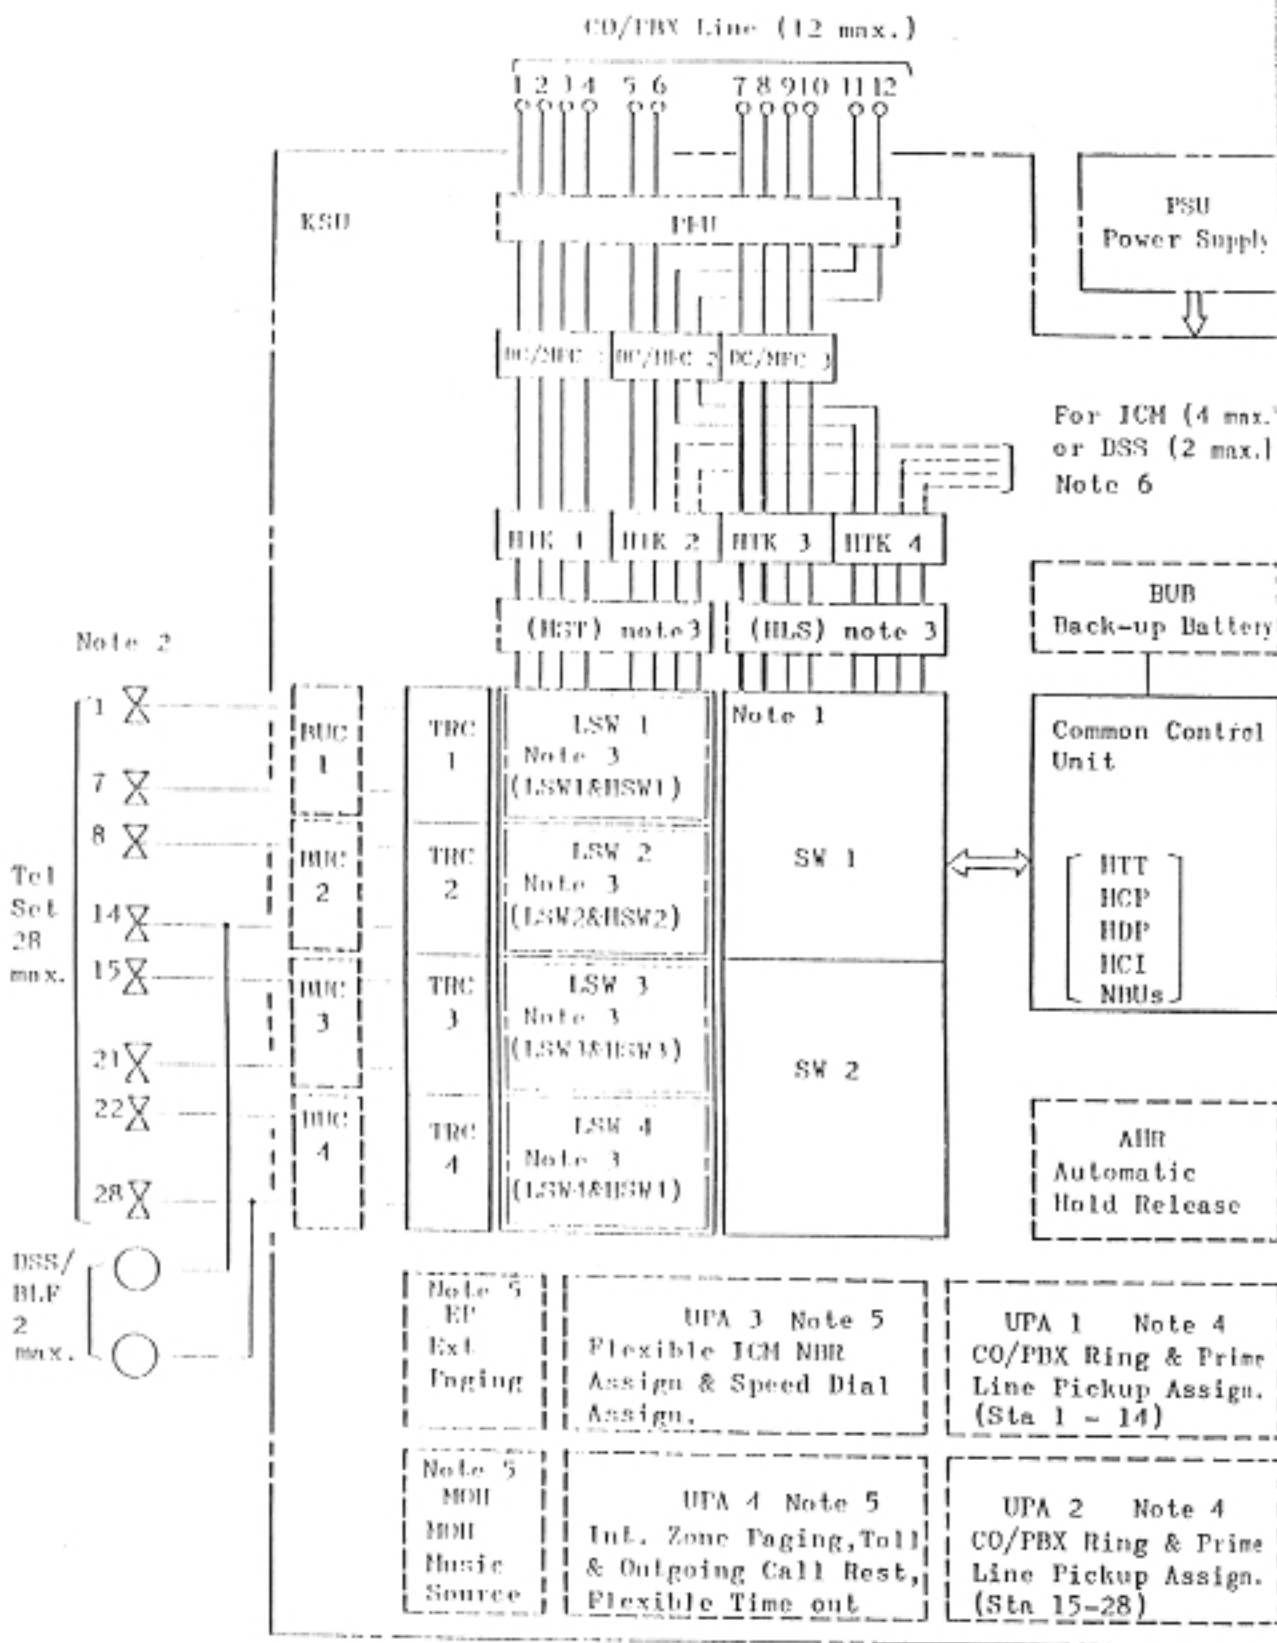 CO/PBX Line (12 max.)
1 2 3 4 5 6 7 8 9 10 11 12
KSU
PFU
PSU
Power Supply
DC/MFC 1
DC/MFC 2
DC/MFC 3
For ICM (4 max.
or DSS (2 max.)
Note 6
HTK 1
HTK 2
HTK 3
HTK 4
(HST) note 3
(HLS) note 3
BUB
Back-up Battery
Note 2
Tel
Set
28
max.
1
7
8
14
15
21
22
28
BUC
1
BUC
2
BUC
3
BUC
4
TRC
1
TRC
2
TRC
3
TRC
4
LSW 1
Note 3
(LSW1&HSW1)
LSW 2
Note 3
(LSW2&HSW2)
LSW 3
Note 3
(LSW3&HSW3)
LSW 4
Note 3
Note 1
SW 1
SW 2
Common Control
Unit
HTT
HCP
HDP
HCI
NBUs
AHR
Automatic
Hold Release
DSS/
BLF
2
max.
Note 5
EP
Ext
Paging
UPA 3 Note 5
Flexible ICM NBR
Assign & Speed Dial
Assign.
UPA 1 Note 4
CO/PBX Ring & Prime
Line Pickup Assign.
(Sta 1 - 14)
Note 5
MOH
MOH
Music
Source
UPA 4 Note 5
Int. Zone Paging,Toll
& Outgoing Call Rest,
Flexible Time out
UPA 2 Note 4
CO/PBX Ring & Prime
Line Pickup Assign.
(Sta 15-28)